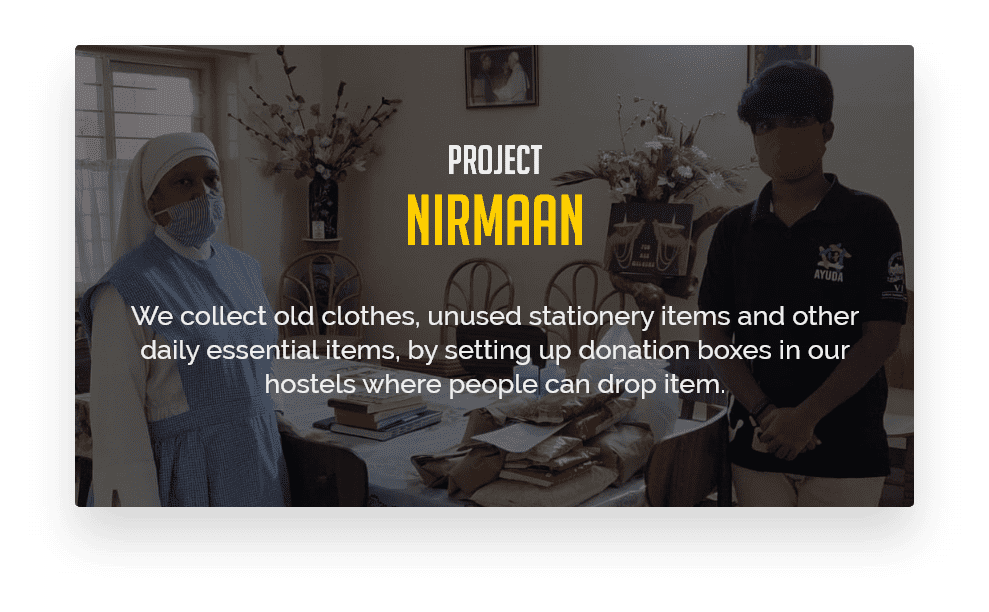 PROJECT
NIRMAAN
We collect old clothes, unused stationery items and other
daily essential items, by setting up donation boxes in our
hostels where people can drop item.
AYUDA